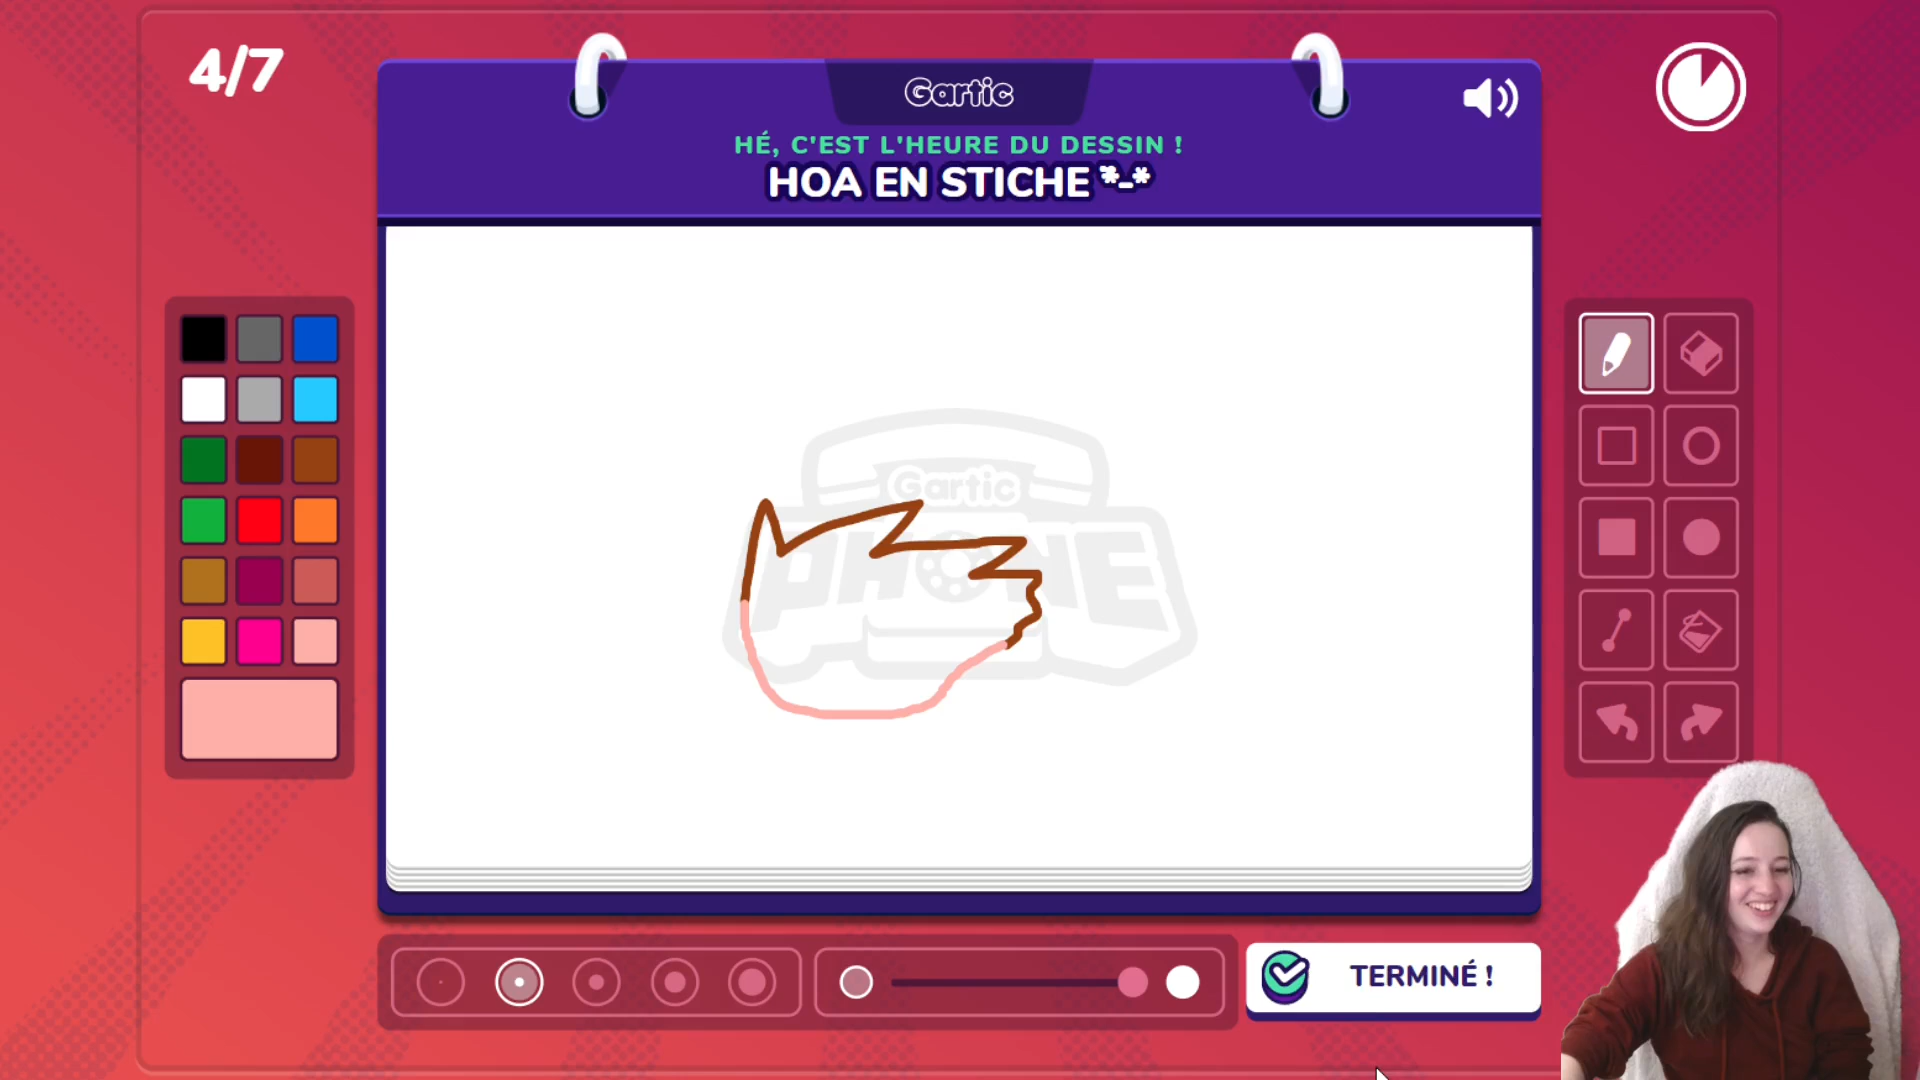 4/7
Gartic
HÉ, C'EST L'HEURE DU DESSIN !
HOA EN STICHE *-*
Gartic
PHONE
TERMINÉ !